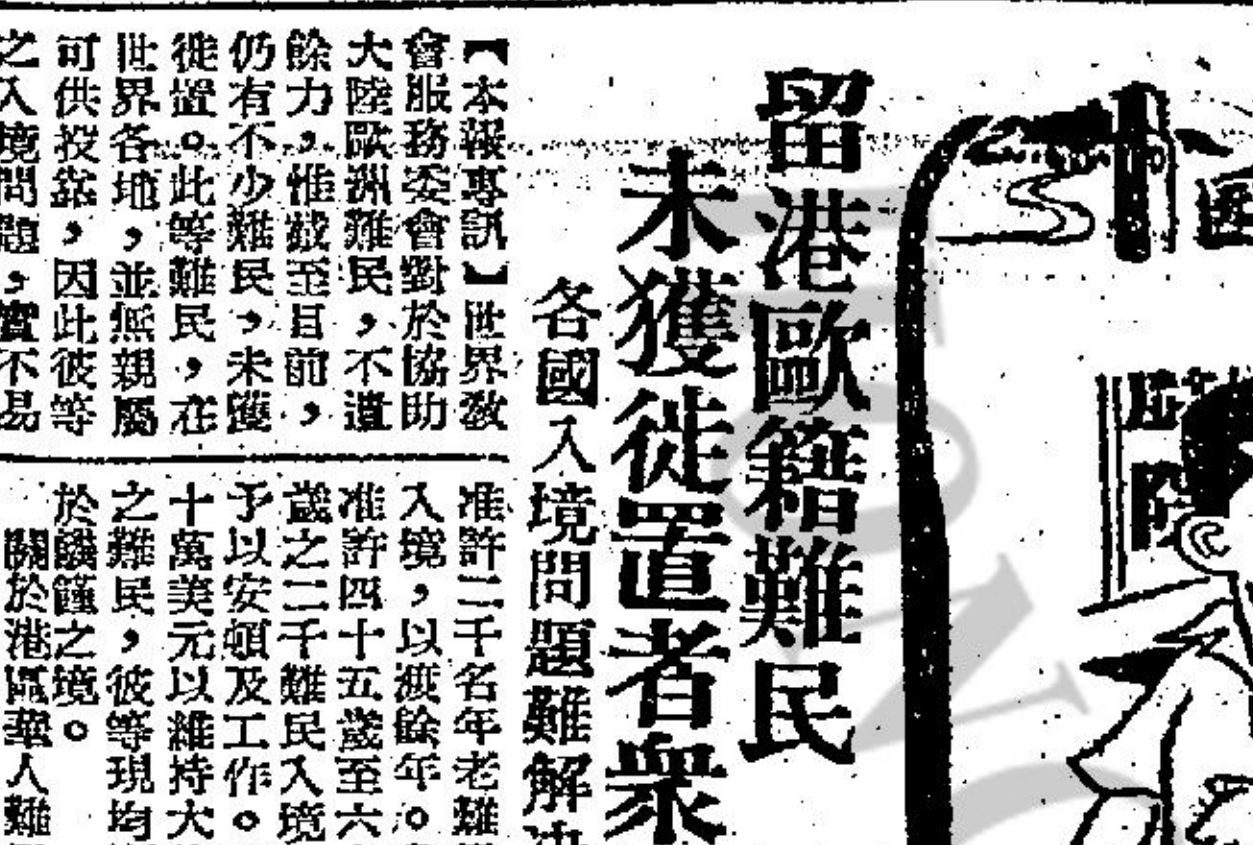 留港歐籍難民
未獲徙置者衆
各國入境問題難解決
【本報專訊】世界敎
會服務委會對於協助
大陸歐洲難民，不遺
餘力，惟截至目前，
仍有不少難民，未獲
徙置。此等難民，在
世界各地，並無親屬
可供投靠，因此彼等
之入境問題，實不易
准許二千名年老難
入境，以渡餘年。
准許四十五歲至六
歲之二千難民入境
予以安頓及工作。
十萬美元以維持大
之難民，彼等現均
於饑饉之境。
關於港區華人難